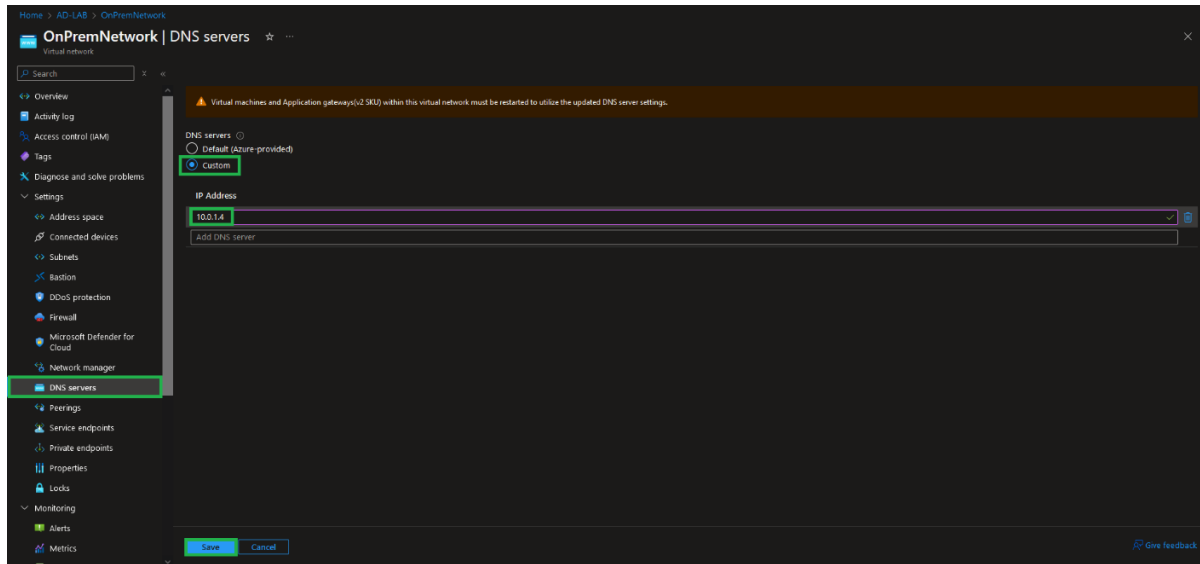 Home > AD-LAB > OnPremNetwork
OnPremNetwork | DNS servers
Virtual network
Search
Overview
Activity log
Access control (IAM)
Tags
Diagnose and solve problems
Settings
Address space
Connected devices
Subnets
Bastion
DDoS protection
Firewall
Microsoft Defender for
Cloud
Network manager
DNS servers
Peerings
Service endpoints
Private endpoints
Properties
Locks
Monitoring
Alerts
Metrics
Virtual machines and Application gateways(v2 SKU) within this virtual network must be restarted to utilize the updated DNS server settings.
DNS servers
Default (Azure-provided)
Custom
IP Address
10.0.1.4
Add DNS server
Save Cancel
Give feedback